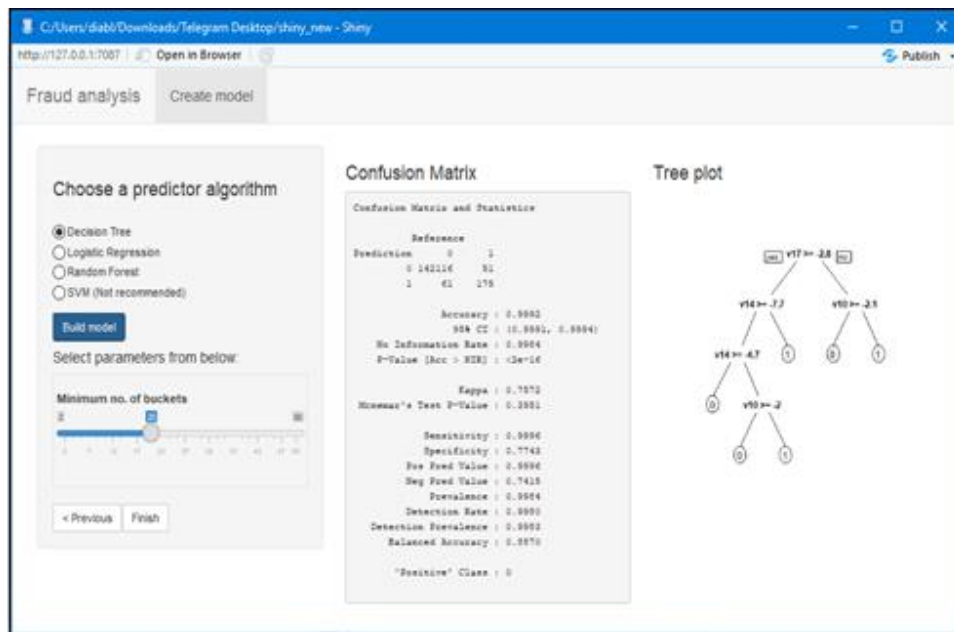 C:/Users/diabl/Downloads/Telegram Desktop/shiny_new - Shiny
http://127.0.0.1:7087 Open in Browser Publish
Fraud analysis Create model
Choose a predictor algorithm
Decision Tree
Logistic Regression
Random Forest
SVM (Not recommended)
Build model
Select parameters from below:
Minimum no. of buckets
< Previous Finish
Confusion Matrix
Confusion Matrix and Statistics
Reference
Prediction 0 1
0 142116 51
1 61 175
Accuracy : 0.9992
95% CI : (0.9991, 0.9994)
No Information Rate : 0.9984
P-Value [Acc > NIR] : <2e-16
Kappa : 0.7572
Mcnemar's Test P-Value :
Sensitivity : 0.9996
Specificity : 0.7743
Pos Pred Value : 0.9996
Neg Pred Value : 0.7415
Prevalence : 0.9984
Detection Rate : 0.9980
Detection Prevalence : 0.9983
Balanced Accuracy : 0.8870
'Positive' Class : 0
Tree plot
yes v17 >= -2.8 no
v14 >= -7.7 v10 >= -2.1
v14 >= -4.7 1 0 1
0 v10 >= -2
0 1